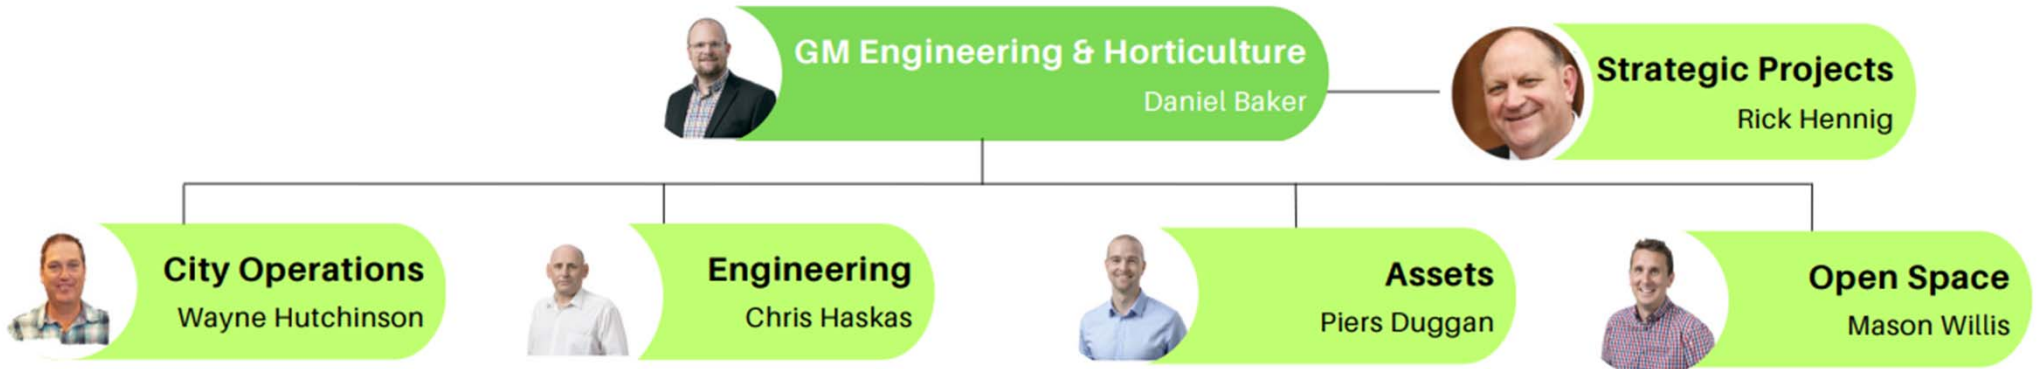 GM Engineering & Horticulture
Daniel Baker
Strategic Projects
Rick Hennig
City Operations
Wayne Hutchinson
Engineering
Chris Haskas
Assets
Piers Duggan
Open Space
Mason Willis